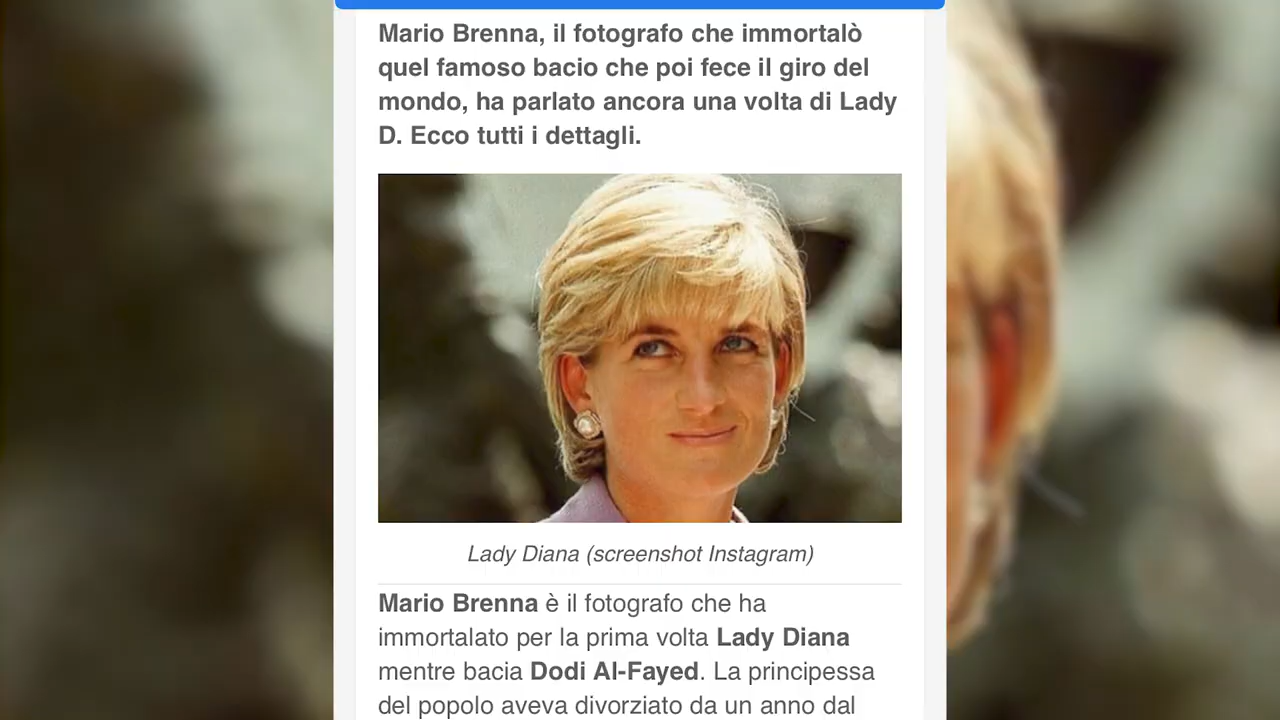 Mario Brenna, il fotografo che immortalò
quel famoso bacio che poi fece il giro del
mondo, ha parlato ancora una volta di Lady
D. Ecco tutti i dettagli.
Lady Diana (screenshot Instagram)
Mario Brenna è il fotografo che ha
immortalato per la prima volta Lady Diana
mentre bacia Dodi Al-Fayed. La principessa
del popolo aveva divorziato da un anno dal